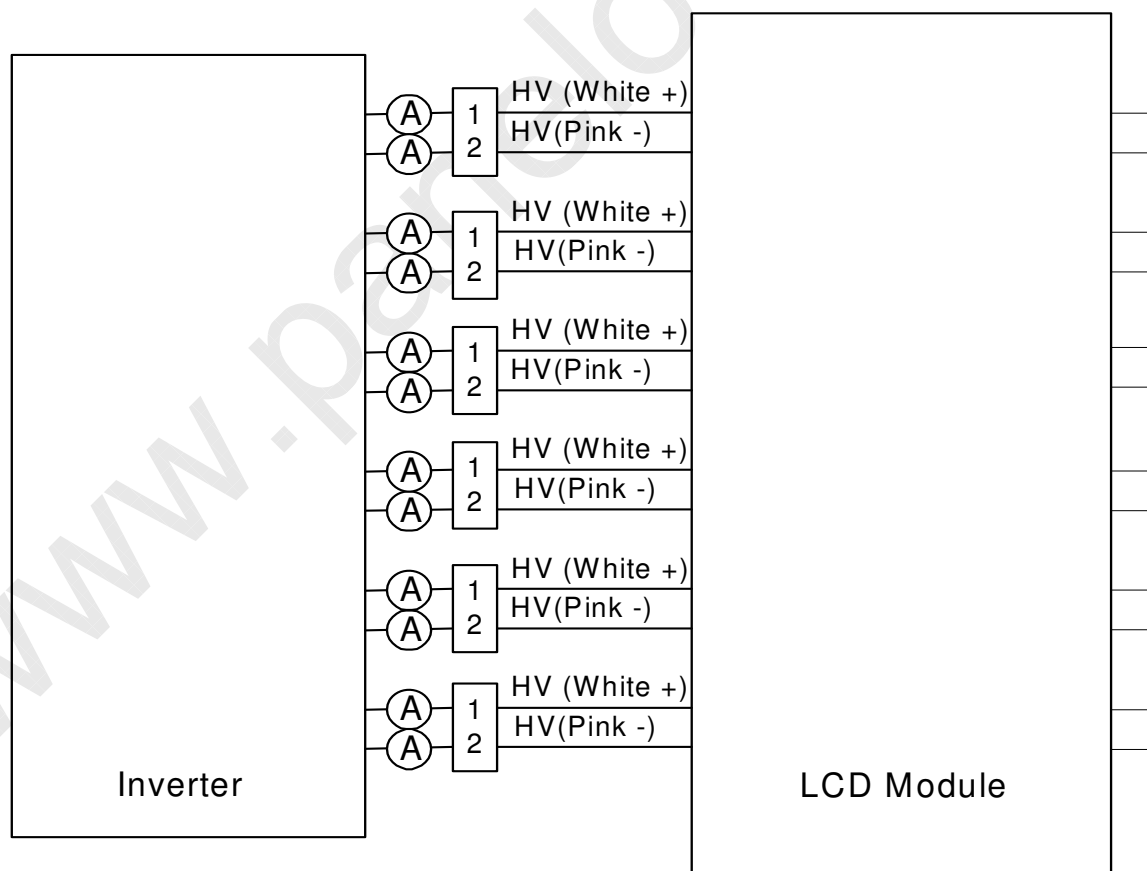 www.panelo
A HV (White +)
1
A HV(Pink -)
2
A HV (White +)
1
A HV(Pink -)
2
A HV (White +)
1
A HV(Pink -)
2
A HV (White +)
1
A HV(Pink -)
2
A HV (White +)
1
A HV(Pink -)
2
A HV (White +)
1
A HV(Pink -)
2
Inverter
LCD Module